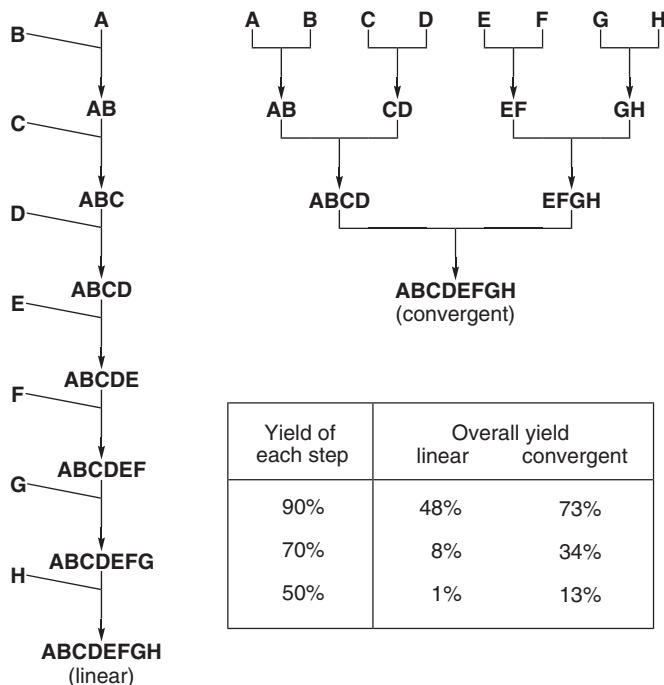 A
B
AB
C
ABC
D
ABCD
E
ABCDE
F
ABCDEF
G
ABCDEFG
H
ABCDEFGH
(linear)
A B C D E F G H
AB CD EF GH
ABCD EFGH
ABCDEFGH
(convergent)
Yield of Overall yield
each step linear convergent
90% 48% 73%
70% 8% 34%
50% 1% 13%